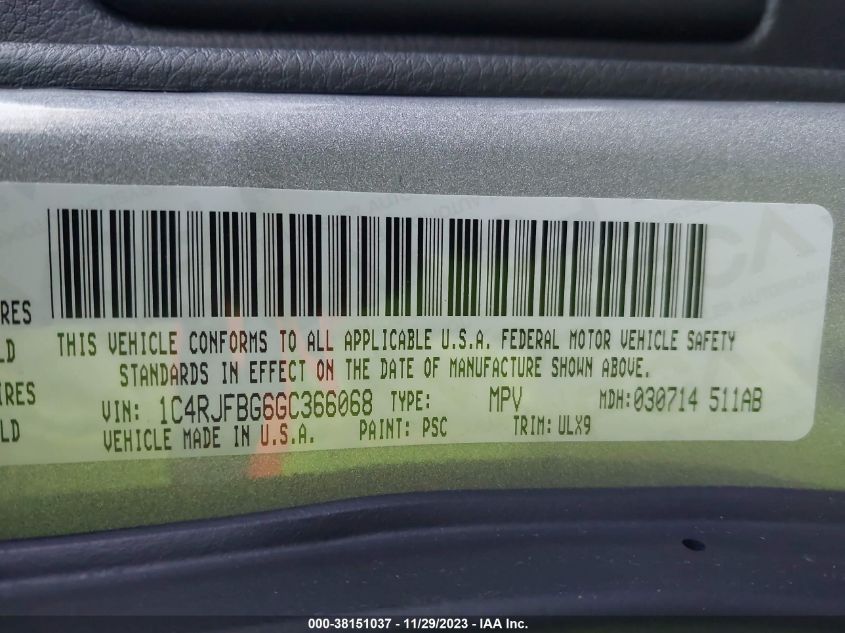 RES
LD
IRES
LD
THIS VEHICLE CONFORMS TO ALL APPLICABLE U.S.A. FEDERAL MOTOR VEHICLE SAFETY
STANDARDS IN EFFECT ON THE DATE OF MANUFACTURE SHOWN ABOVE.
VIN: 1C4RJFBG6GC366068 TYPE: MPV MDH:030714 511AB
VEHICLE MADE IN U.S.A. PAINT: PSC TRIM: ULX9
000-38151037 - 11/29/2023 - IAA Inc.